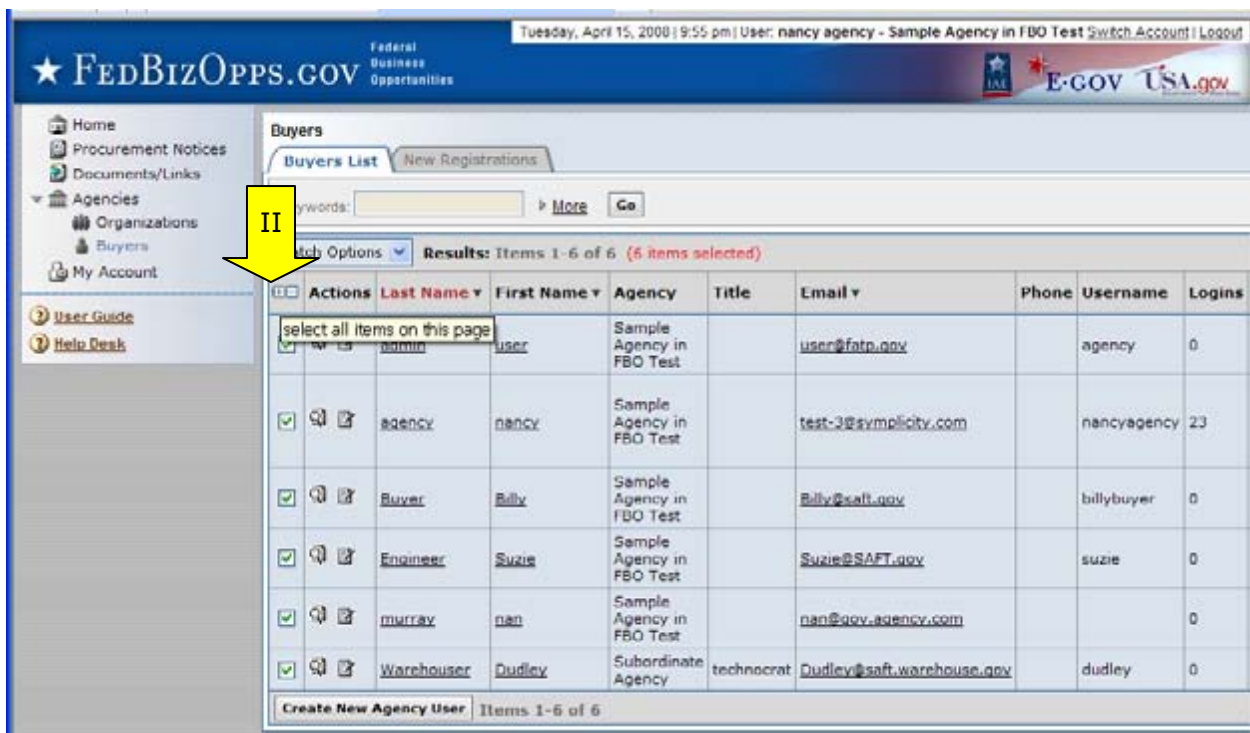 Tuesday, April 15, 2008 | 9:55 pm | User: nancy agency - Sample Agency in FBO Test Switch Account | Logout
★ FEDBIZOPPS.GOV
Federal
Business
Opportunities
IAE
E-GOV USA.gov
Home
Procurement Notices
Documents/Links
Agencies
Organizations
Buyers
My Account
User Guide
Help Desk
Buyers
Buyers List New Registrations
ywords: More Go
II
tch Options Results: Items 1-6 of 6 (6 items selected)
Actions Last Name First Name Agency Title Email Phone Username Logins
select all items on this page
admin user Sample Agency in FBO Test user@fatp.gov agency 0
agency nancy Sample Agency in FBO Test test-3@symplicity.com nancyagency 23
Buyer Billy Sample Agency in FBO Test Billy@saft.gov billybuyer 0
Engineer Suzie Sample Agency in FBO Test Suzie@SAFT.gov suzie 0
murray nan Sample Agency in FBO Test nan@gov.agency.com 0
Warehouser Dudley Subordinate Agency technocrat Dudley@saft.warehouse.gov dudley 0
Create New Agency User Items 1-6 of 6